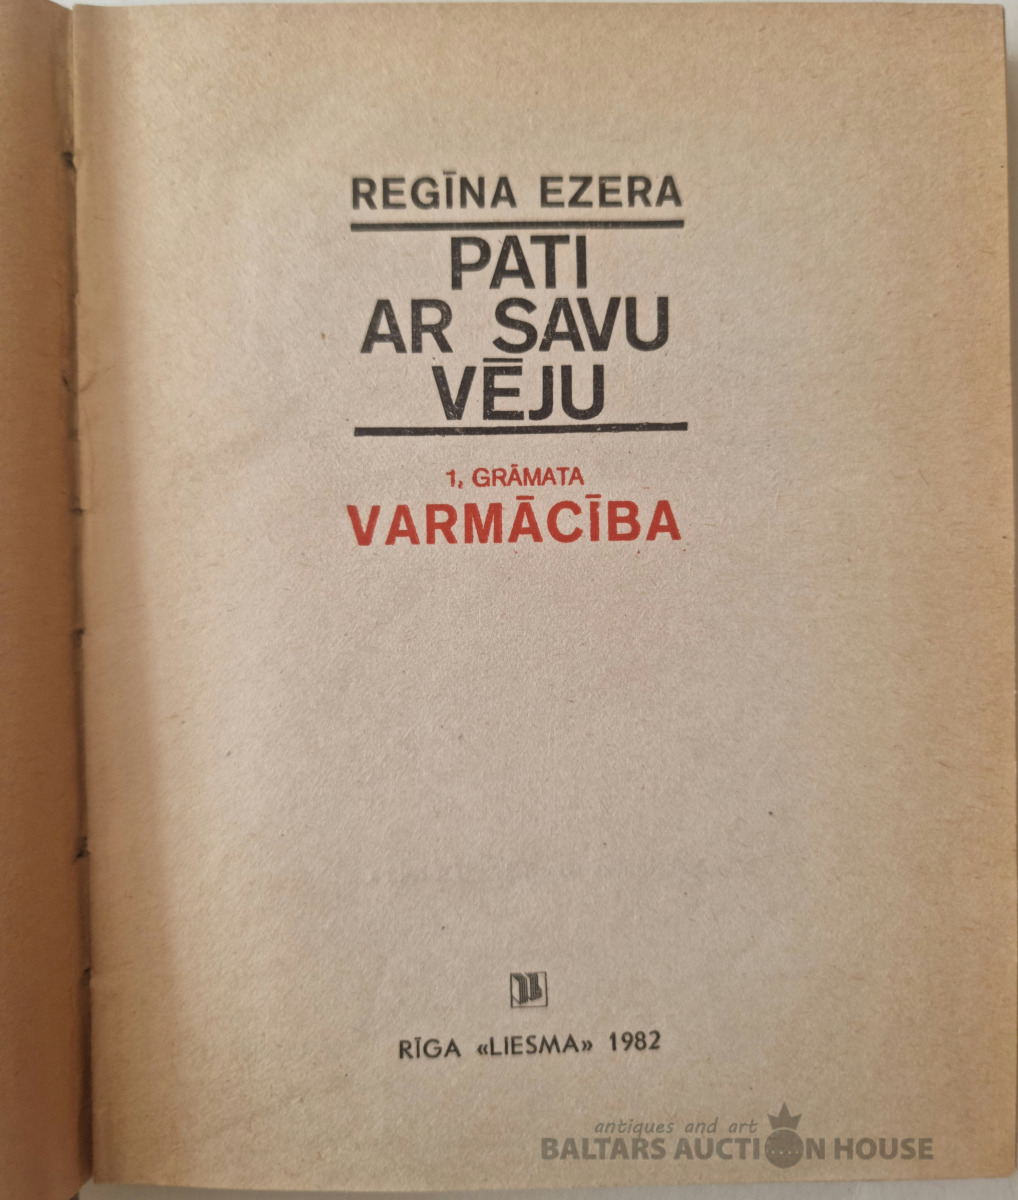 REGĪNA EZERA
PATI
AR SAVU
VĒJU
1. GRĀMATA
VARMĀCĪBA
RĪGA «LIESMA» 1982
antiques and art
BALTARS AUCTION HOUSE